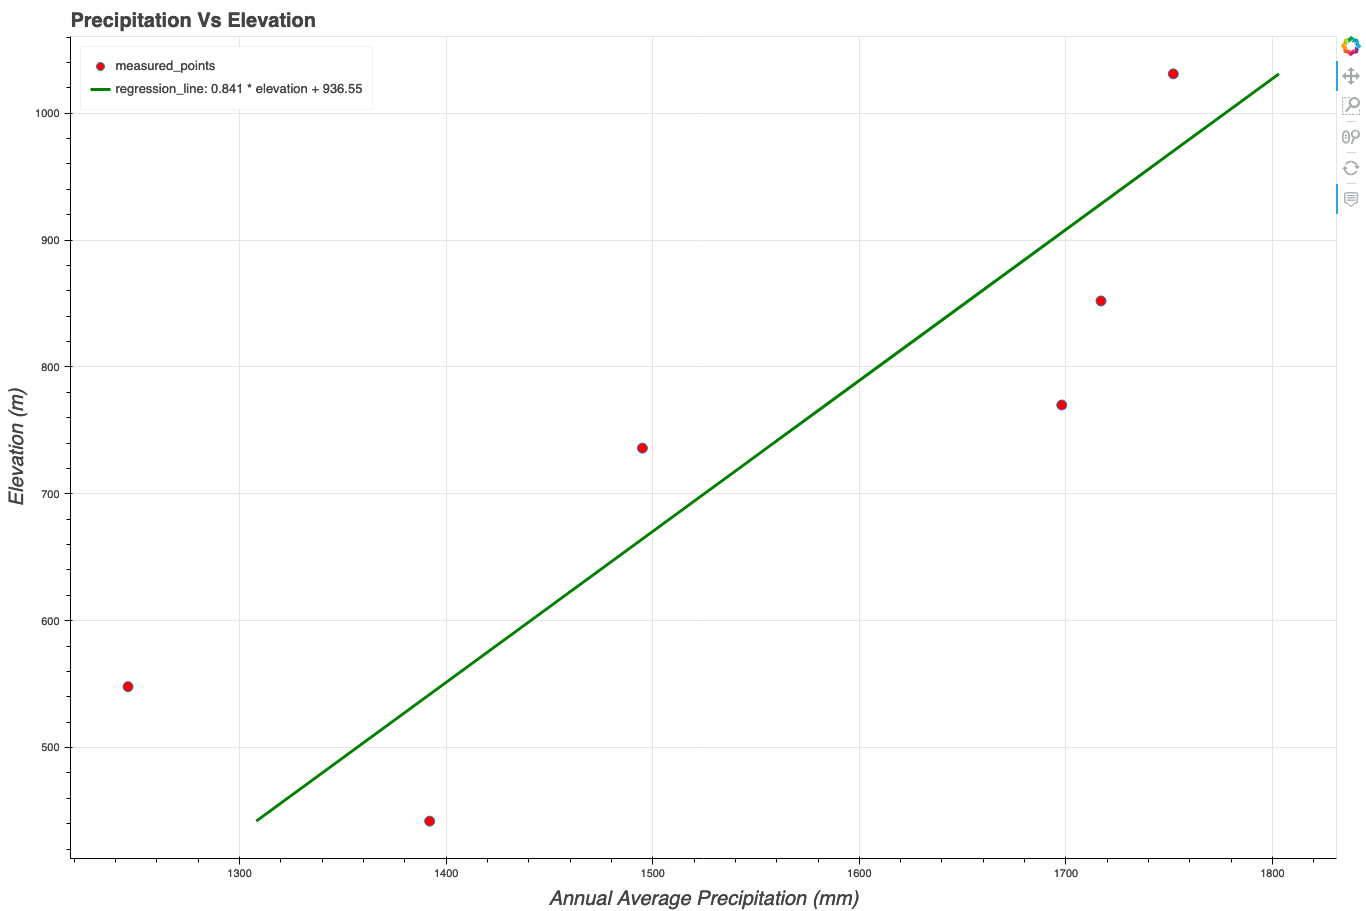 Precipitation Vs Elevation
measured_points
regression_line: 0.841 * elevation + 936.55
1000
900
800
700
600
500
Elevation (m)
1300 1400 1500 1600 1700 1800
Annual Average Precipitation (mm)